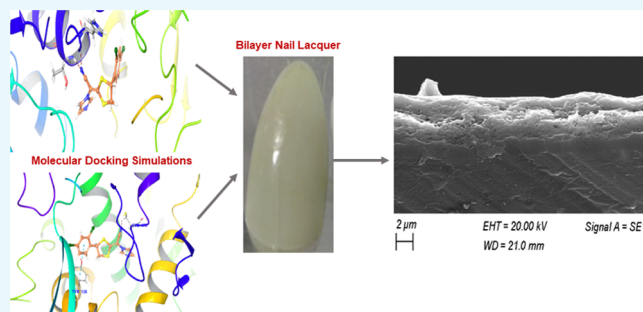 Bilayer Nail Lacquer
Molecular Docking Simulations
2 µm
EHT = 20.00 kV
Signal A = SE
WD = 21.0 mm